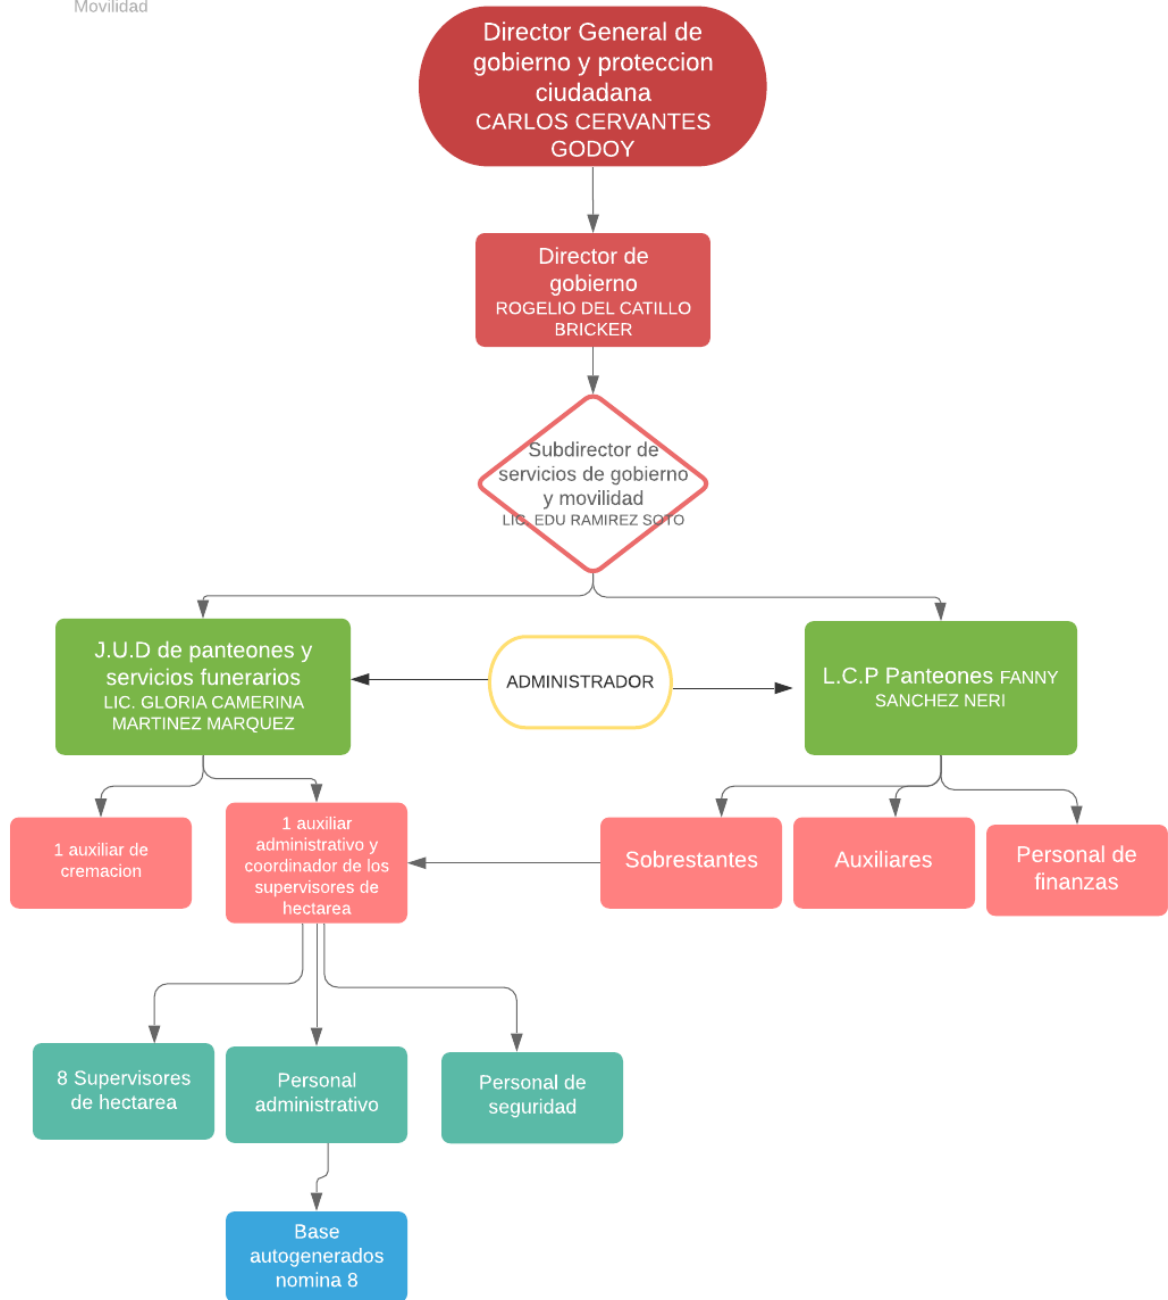 Movilidad
Director General de
gobierno y proteccion
ciudadana
CARLOS CERVANTES
GODOY
Director de
gobierno
ROGELIO DEL CATILLO
BRICKER
Subdirector de
servicios de gobierno
y movilidad
LIC. EDU RAMIREZ SOTO
J.U.D de panteones y
servicios funerarios
LIC. GLORIA CAMERINA
MARTINEZ MARQUEZ
ADMINISTRADOR
L.C.P Panteones FANNY
SANCHEZ NERI
1 auxiliar de
cremacion
1 auxiliar
administrativo y
coordinador de los
supervisores de
hectarea
Sobrestantes
Auxiliares
Personal de
finanzas
8 Supervisores
de hectarea
Personal
administrativo
Personal de
seguridad
Base
autogenerados
nomina 8